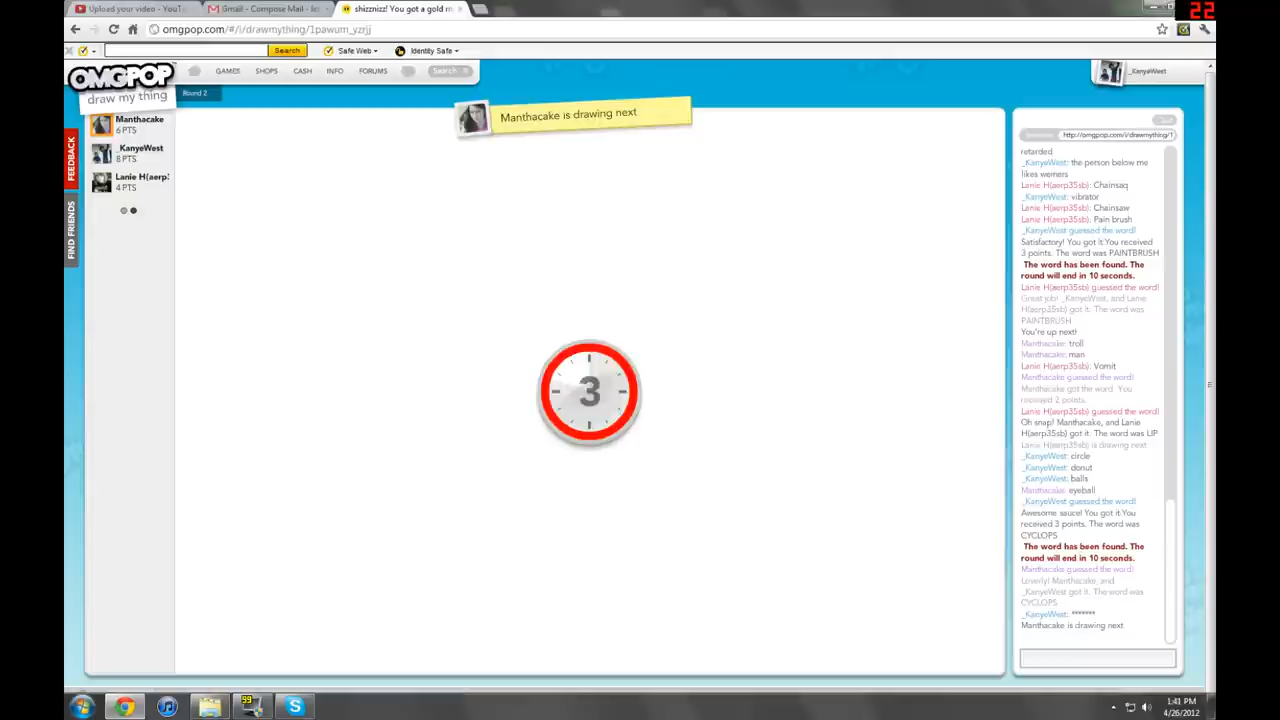 Upload your video - YouT
Gmail - Compose Mail -
shizznizz! You got a gold m
22
omgpop.com/#/i/drawmything/1pawum_yzrjj
Search
Safe Web
Identity Safe
OMGPOP
draw my thing
GAMES
SHOPS
CASH
INFO
FORUMS
Search
_KanyeWest
Round 2
Manthacake
6 PTS
_KanyeWest
8 PTS
Lanie H(aerp
4 PTS
FEEDBACK
FIND FRIENDS
Manthacake is drawing next
3
http://omgpop.com/i/drawmything/1
retarded
_KanyeWest: the person below me
likes weiners
Lanie H(aerp35sb): Chainsaq
_KanyeWest: vibrator
Lanie H(aerp35sb): Chainsaw
Lanie H(aerp35sb): Pain brush
_KanyeWest guessed the word!
Satisfactory! You got it.You received
3 points. The word was PAINTBRUSH
The word has been found. The
round will end in 10 seconds.
Lanie H(aerp35sb) guessed the word!
Great job! _KanyeWest, and Lanie
H(aerp35sb) got it. The word was
PAINTBRUSH
You're up next!
Manthacake: troll
Manthacake: man
Lanie H(aerp35sb): Vomit
Manthacake guessed the word!
Manthacake got the word. You
received 2 points.
Lanie H(aerp35sb) guessed the word!
Oh snap! Manthacake, and Lanie
H(aerp35sb) got it. The word was LIP
Lanie H(aerp35sb) is drawing next
_KanyeWest: circle
_KanyeWest: donut
_KanyeWest: balls
Manthacake: eyeball
_KanyeWest guessed the word!
Awesome sauce! You got it.You
received 3 points. The word was
CYCLOPS
The word has been found. The
round will end in 10 seconds.
Manthacake guessed the word!
Loverly! Manthacake, and
_KanyeWest got it. The word was
CYCLOPS
_KanyeWest: *******
Manthacake is drawing next
99
1:41 PM
4/26/2012